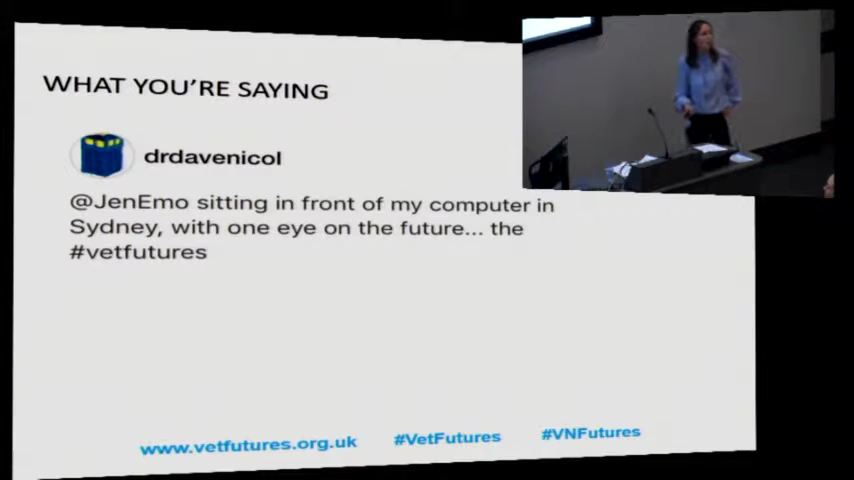 WHAT YOU'RE SAYING
drdavenicol
@JenEmo sitting in front of my computer in
Sydney, with one eye on the future... the
#vetfutures
www.vetfutures.org.uk #VetFutures #VNFutures